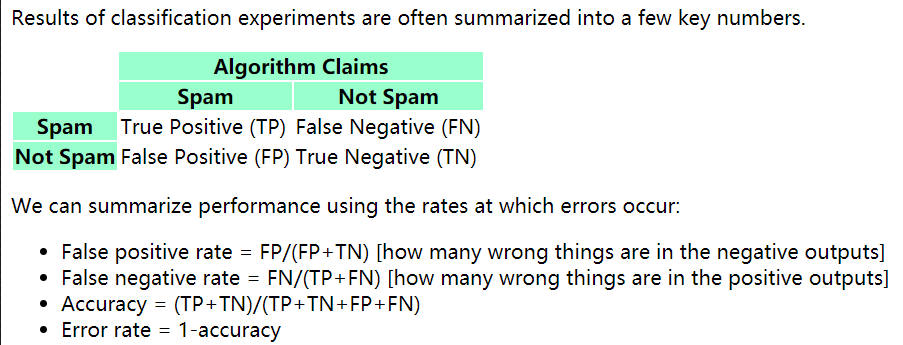 Results of classification experiments are often summarized into a few key numbers.
Algorithm Claims
Spam Not Spam
Spam True Positive (TP) False Negative (FN)
Not Spam False Positive (FP) True Negative (TN)
We can summarize performance using the rates at which errors occur:
• False positive rate = FP/(FP+TN) [how many wrong things are in the negative outputs]
• False negative rate = FN/(TP+FN) [how many wrong things are in the positive outputs]
• Accuracy = (TP+TN)/(TP+TN+FP+FN)
• Error rate = 1-accuracy